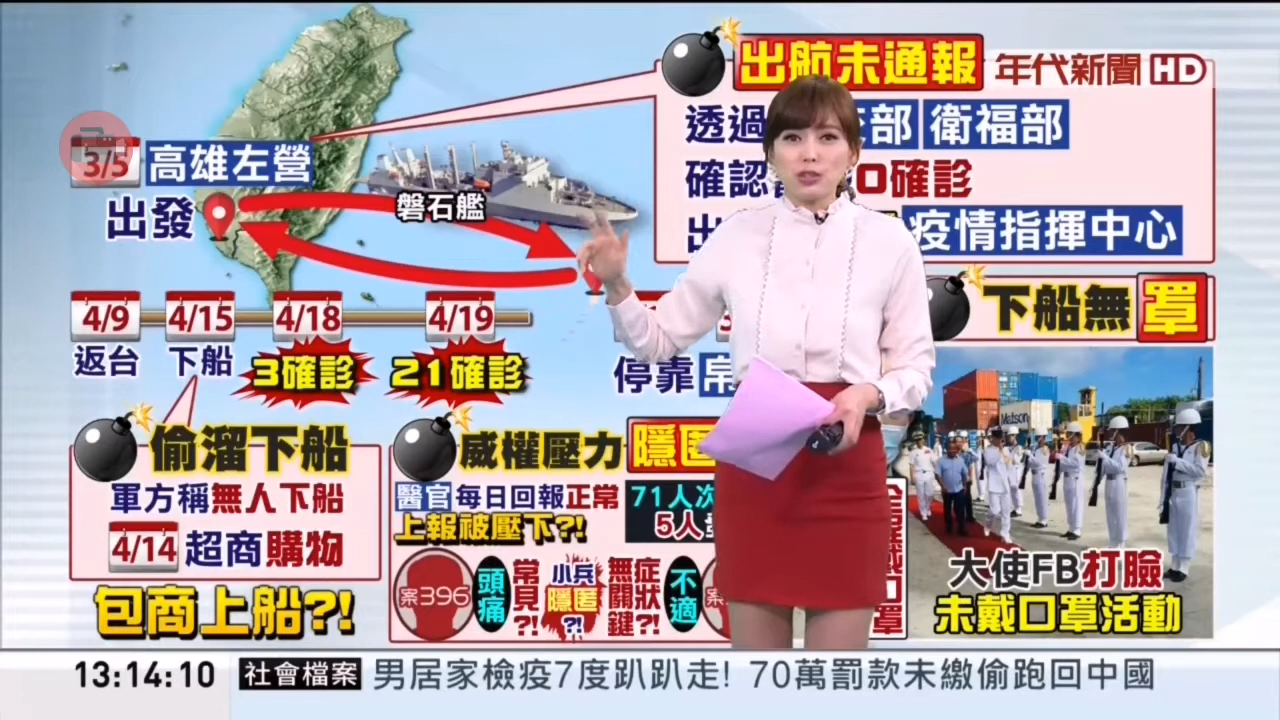 出航未通報
年代新聞 HD
3/5 高雄左營
出發
磐石艦
透過 部 衛福部
確認 0確診
疫情指揮中心
4/9 4/15 4/18 4/19
返台 下船 3確診 21確診
停靠帛
下船無罩
偷溜下船
軍方稱無人下船
4/14 超商購物
包商上船?!
威權壓力 隱匿
醫官每日回報正常
上報被壓下?!
71人次
5人
案396
頭痛
常見?!
小兵
隱匿
?!
無症狀
關鍵?!
不適
案
罩
Matson
大使FB打臉
未戴口罩活動
13:14:10 社會檔案 男居家檢疫7度趴趴走! 70萬罰款未繳偷跑回中國